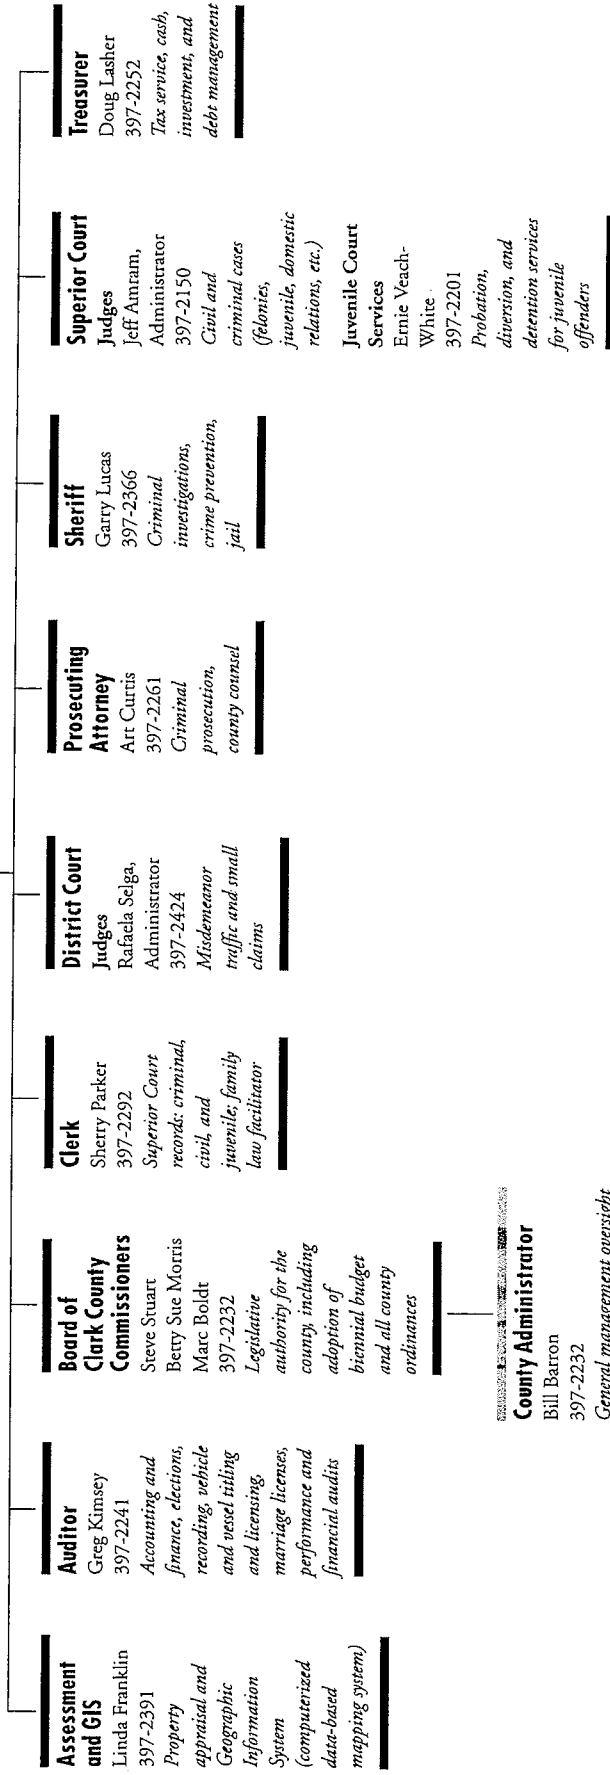 Assessment
and GIS
Linda Franklin
397-2391
Property
appraisal and
Geographic
Information
System
(computerized
data-based
mapping system)
Auditor
Greg Kimsey
397-2241
Accounting and
finance, elections,
recording, vehicle
and vessel titling
and licensing,
marriage licenses,
performance and
financial audits
Board of
Clark County
Commissioners
Steve Stuart
Betty Sue Morris
Marc Boldt
397-2232
Legislative
authority for the
county, including
adoption of
biennial budget
and all county
ordinances
County Administrator
Bill Barron
397-2232
General management oversight
Clerk
Sherry Parker
397-2292
Superior Court
records: criminal,
civil, and
juvenile; family
law facilitator
District Court
Judges
Rafaela Selga,
Administrator
397-2424
Misdemeanor
traffic and small
claims
Prosecuting
Attorney
Art Curtis
397-2261
Criminal
prosecution,
county counsel
Sheriff
Garry Lucas
397-2366
Criminal
investigations,
crime prevention,
jail
Superior Court
Judges
Jeff Amram,
Administrator
397-2150
Civil and
criminal cases
(felonies,
juvenile, domestic
relations, etc.)
Juvenile Court
Services
Ernie Veach-
White
397-2201
Probation,
diversion, and
detention services
for juvenile
offenders
Treasurer
Doug Lasher
397-2252
Tax service, cash,
investment, and
debt management